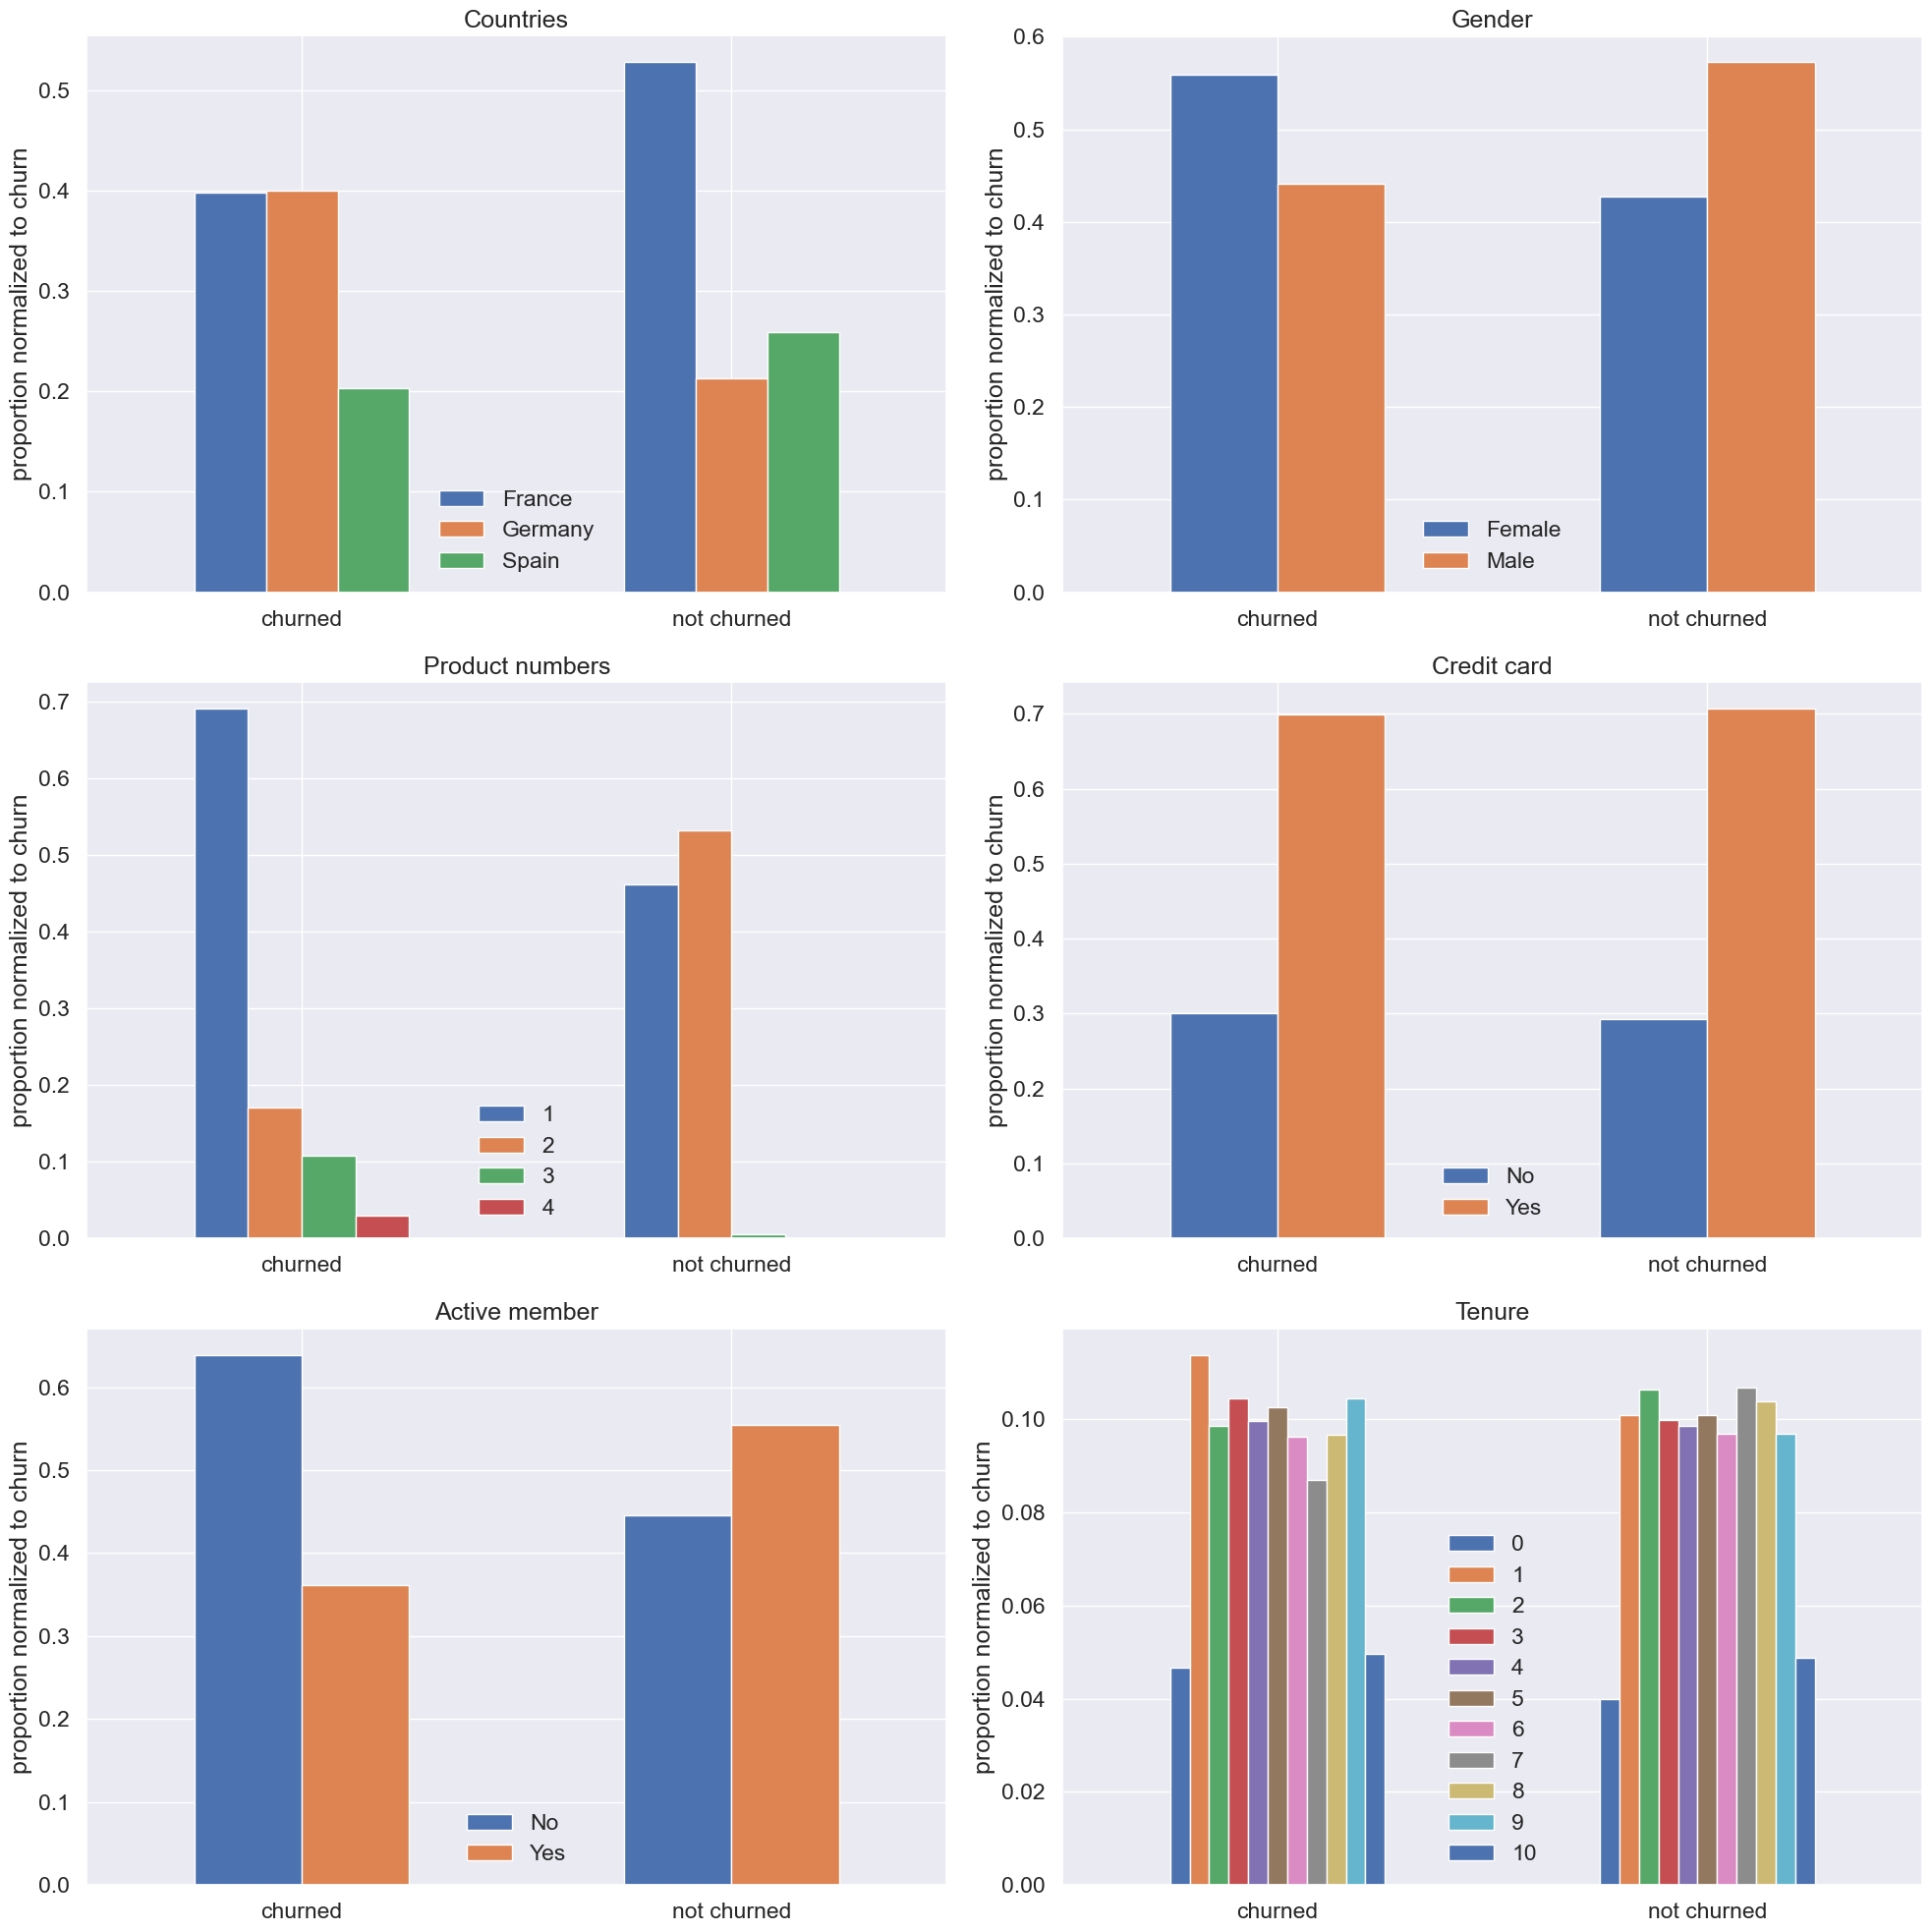 Countries
proportion normalized to churn
0.5
0.4
0.3
0.2
0.1
0.0
France
Germany
Spain
churned
not churned
Gender
proportion normalized to churn
0.6
0.5
0.4
0.3
0.2
0.1
0.0
Female
Male
churned
not churned
Product numbers
proportion normalized to churn
0.7
0.6
0.5
0.4
0.3
0.2
0.1
0.0
1
2
3
4
churned
not churned
Credit card
proportion normalized to churn
0.7
0.6
0.5
0.4
0.3
0.2
0.1
0.0
No
Yes
churned
not churned
Active member
proportion normalized to churn
0.6
0.5
0.4
0.3
0.2
0.1
0.0
No
Yes
churned
not churned
Tenure
proportion normalized to churn
0.10
0.08
0.06
0.04
0.02
0.00
0
1
2
3
4
5
6
7
8
9
10
churned
not churned